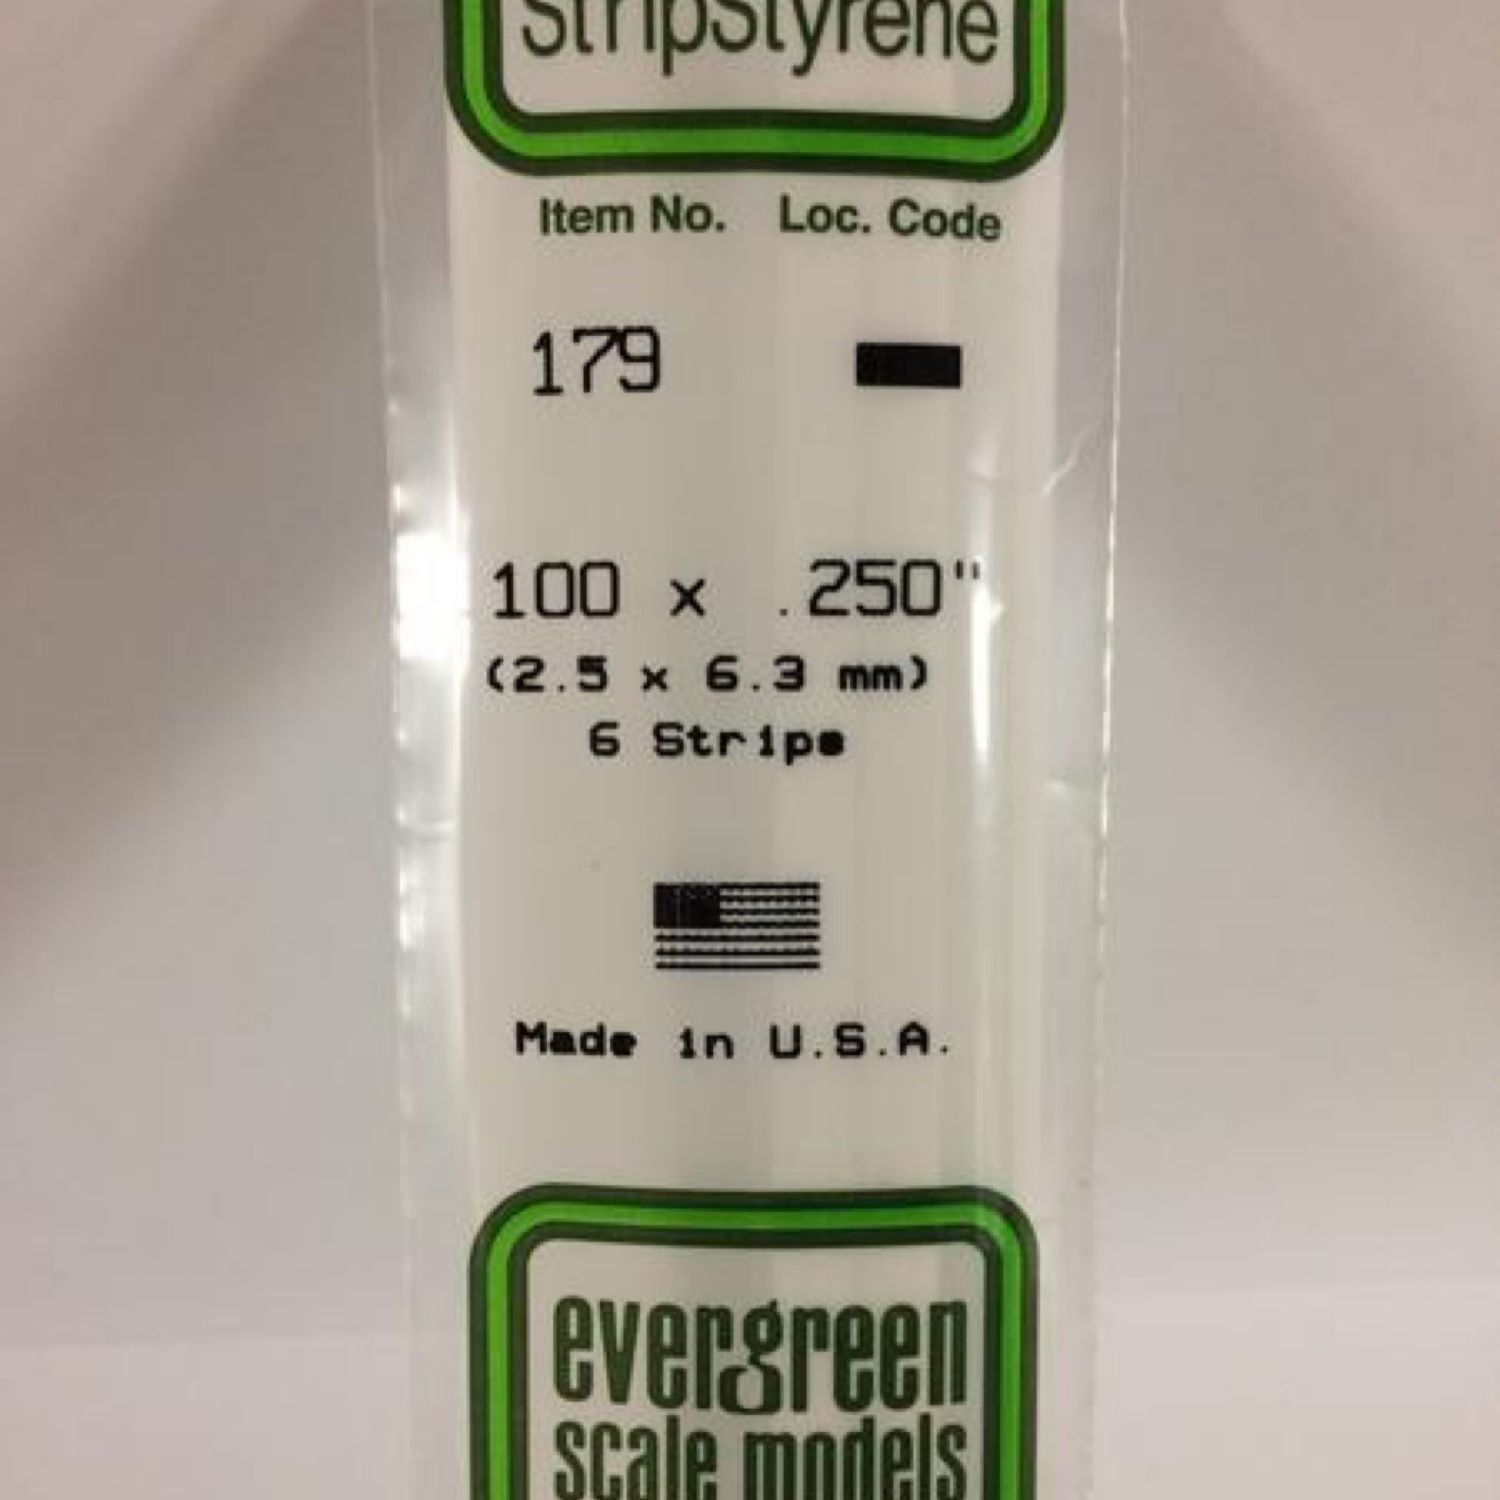 StripStyrene
Item No. Loc. Code
179
100 x .250"
(2.5 x 6.3 mm)
6 Strips
Made in U.S.A.
evergreen
scale models